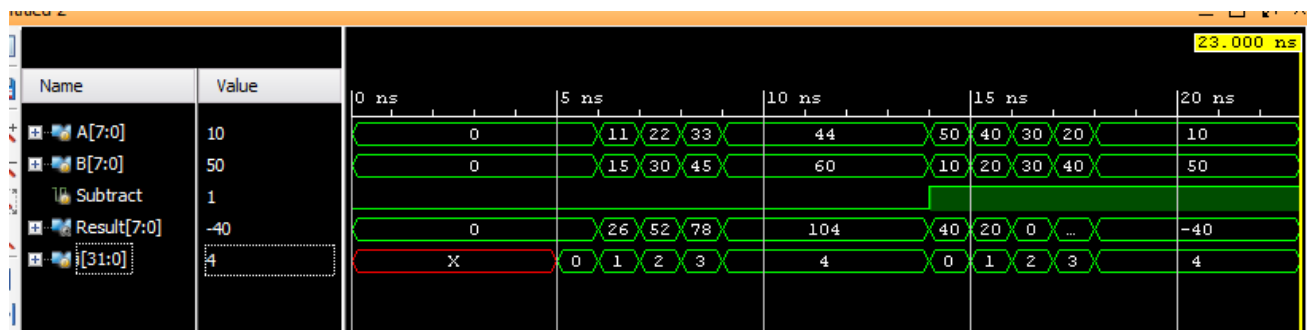 23.000 ns
Name Value
0 ns 5 ns 10 ns 15 ns 20 ns
A[7:0] 10 0 11 22 33 44 50 40 30 20 10
B[7:0] 50 0 15 30 45 60 10 20 30 40 50
Subtract 1
Result[7:0] -40 0 26 52 78 104 40 20 0 ... -40
i[31:0] 4 X 0 1 2 3 4 0 1 2 3 4